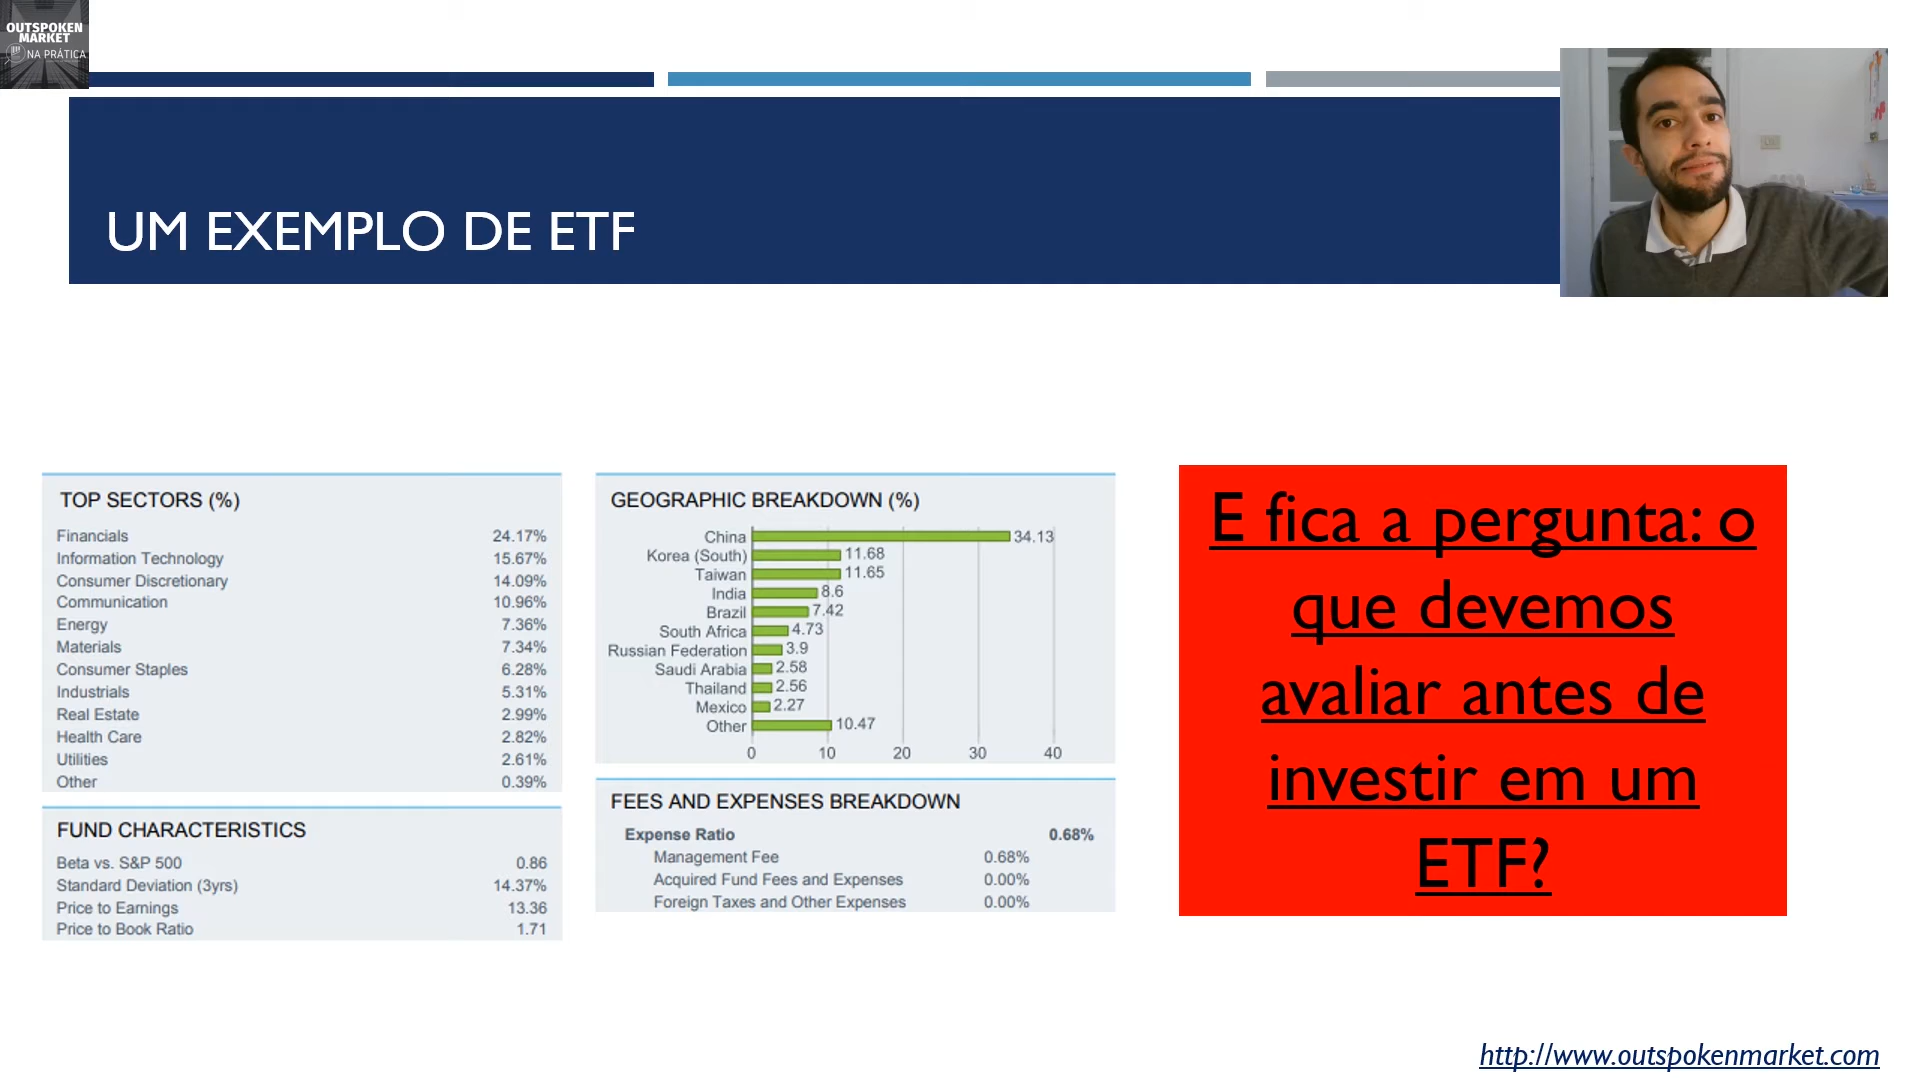 OUTSPOKEN
MARKET
NA PRÁTICA
UM EXEMPLO DE ETF
TOP SECTORS (%)
Financials 24.17%
Information Technology 15.67%
Consumer Discretionary 14.09%
Communication 10.96%
Energy 7.36%
Materials 7.34%
Consumer Staples 6.28%
Industrials 5.31%
Real Estate 2.99%
Health Care 2.82%
Utilities 2.61%
Other 0.39%
FUND CHARACTERISTICS
Beta vs. S&P 500 0.86
Standard Deviation (3yrs) 14.37%
Price to Earnings 13.36
Price to Book Ratio 1.71
GEOGRAPHIC BREAKDOWN (%)
China 34.13
Korea (South) 11.68
Taiwan 11.65
India 8.6
Brazil 7.42
South Africa 4.73
Russian Federation 3.9
Saudi Arabia 2.58
Thailand 2.56
Mexico 2.27
Other 10.47
0 10 20 30 40
FEES AND EXPENSES BREAKDOWN
Expense Ratio 0.68%
Management Fee 0.68%
Acquired Fund Fees and Expenses 0.00%
Foreign Taxes and Other Expenses 0.00%
E fica a pergunta: o
que devemos
avaliar antes de
investir em um
ETF?
http://www.outspokenmarket.com